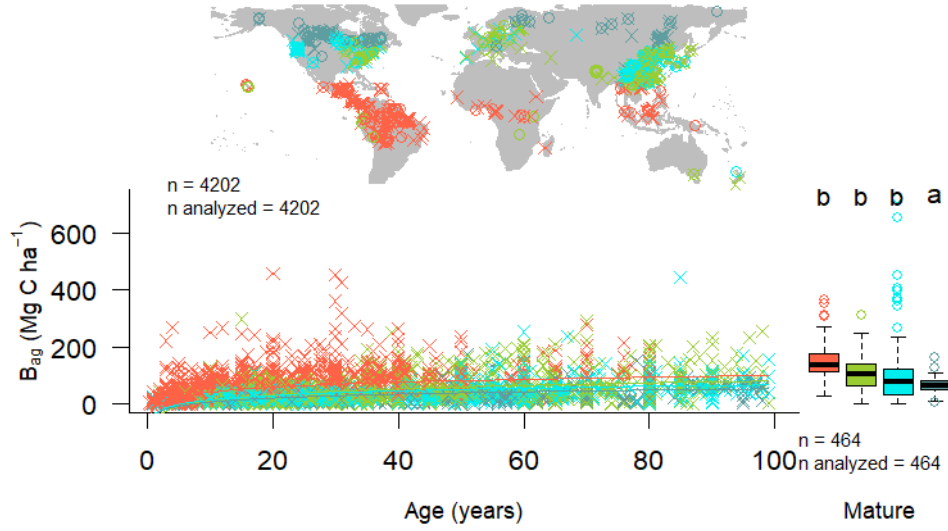 n = 4202
n analyzed = 4202
b b b a
B_ag (Mg C ha⁻¹)
600
400
200
0
0 20 40 60 80 100
n = 464
n analyzed = 464
Age (years)
Mature